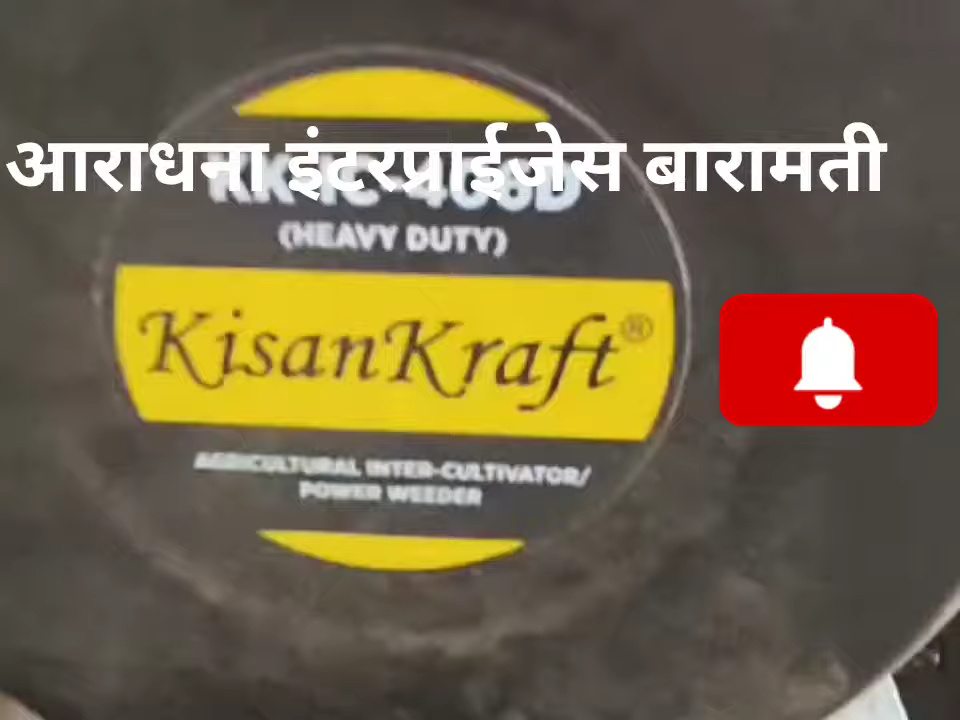 आराधना इंटरप्राईजेस बारामती
(HEAVY DUTY)
KisanKraft®
AGRICULTURAL INTER-CULTIVATOR/
POWER WEEDER